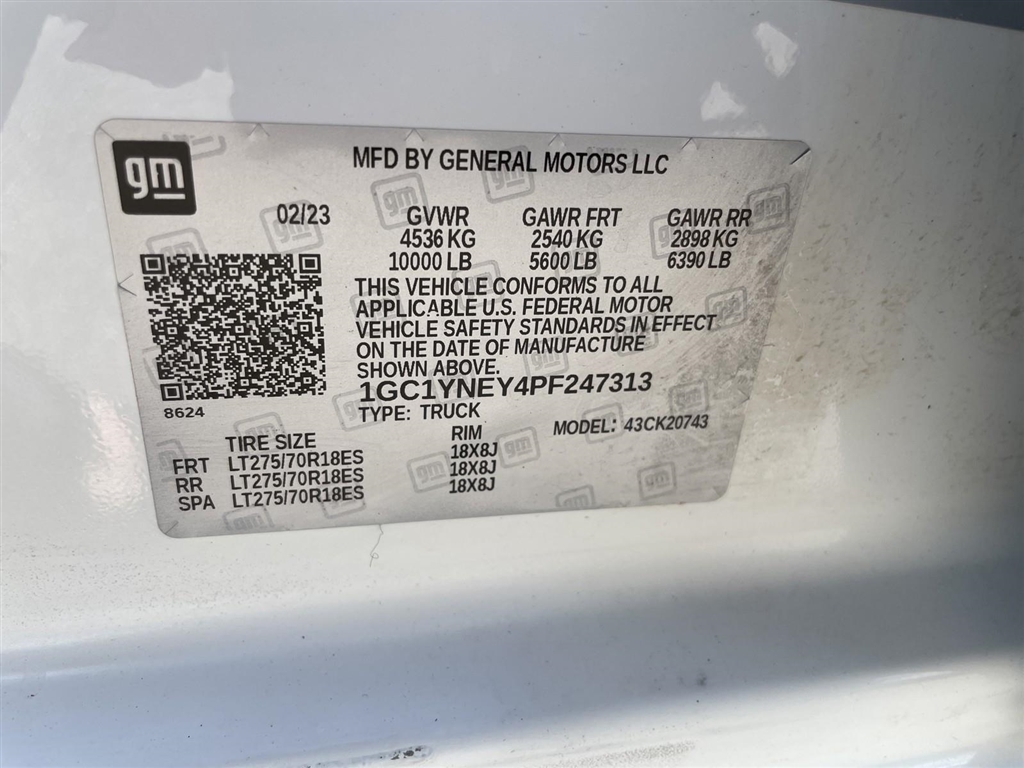 gm
MFD BY GENERAL MOTORS LLC
02/23 GVWR GAWR FRT GAWR RR
4536 KG 2540 KG 2898 KG
10000 LB 5600 LB 6390 LB
THIS VEHICLE CONFORMS TO ALL
APPLICABLE U.S. FEDERAL MOTOR
VEHICLE SAFETY STANDARDS IN EFFECT
ON THE DATE OF MANUFACTURE
SHOWN ABOVE.
1GC1YNEY4PF247313
8624
TYPE: TRUCK MODEL: 43CK20743
TIRE SIZE RIM
FRT LT275/70R18ES 18X8J
RR LT275/70R18ES 18X8J
SPA LT275/70R18ES 18X8J